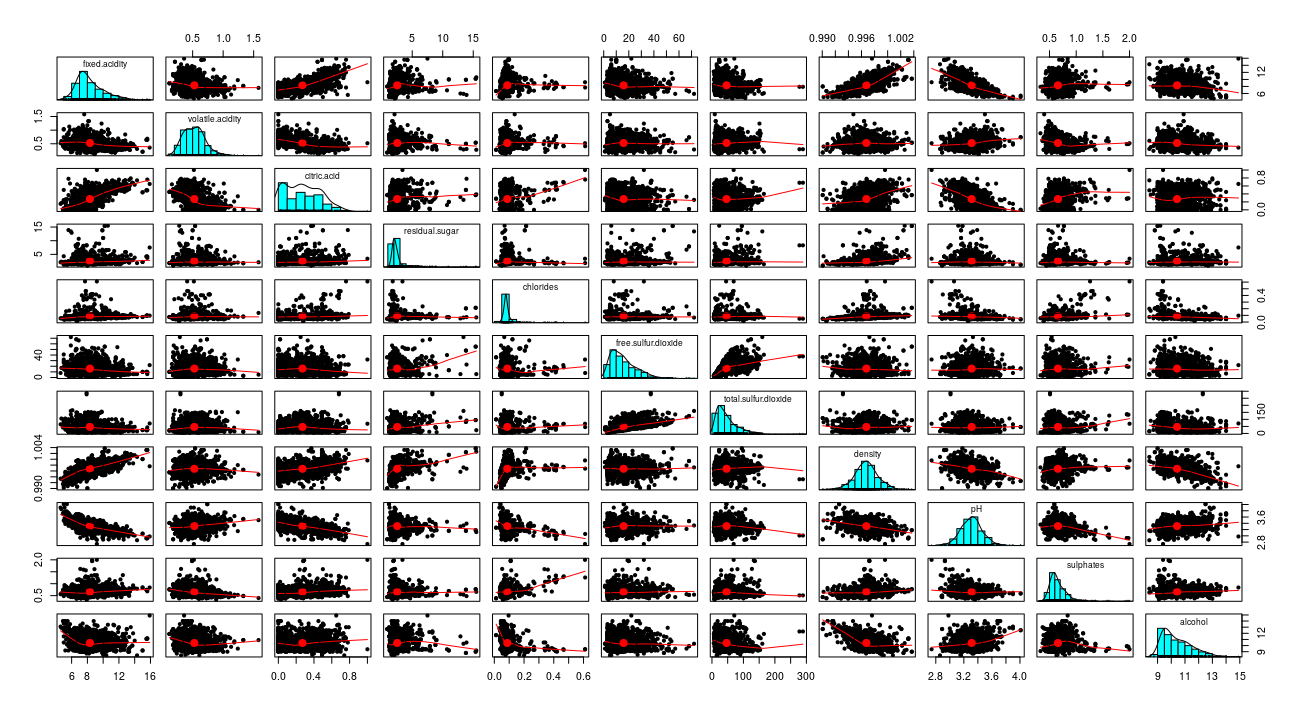 0.5 1.0 1.5
5 10 15
0 20 40 60
0.990 0.996 1.002
0.5 1.0 1.5 2.0
fixed.acidity
6 12
0.5 1.5
volatile.acidity
citric.acid
0.0 0.8
5 15
residual.sugar
chlorides
0.0 0.4
0 40
free.sulfur.dioxide
total.sulfur.dioxide
0 150
0.990 1.004
density
pH
2.8 3.6
0.5 2.0
sulphates
alcohol
9 12
6 8 12 16
0.0 0.4 0.8
0.0 0.2 0.4 0.6
0 100 200 300
2.8 3.2 3.6 4.0
9 11 13 15